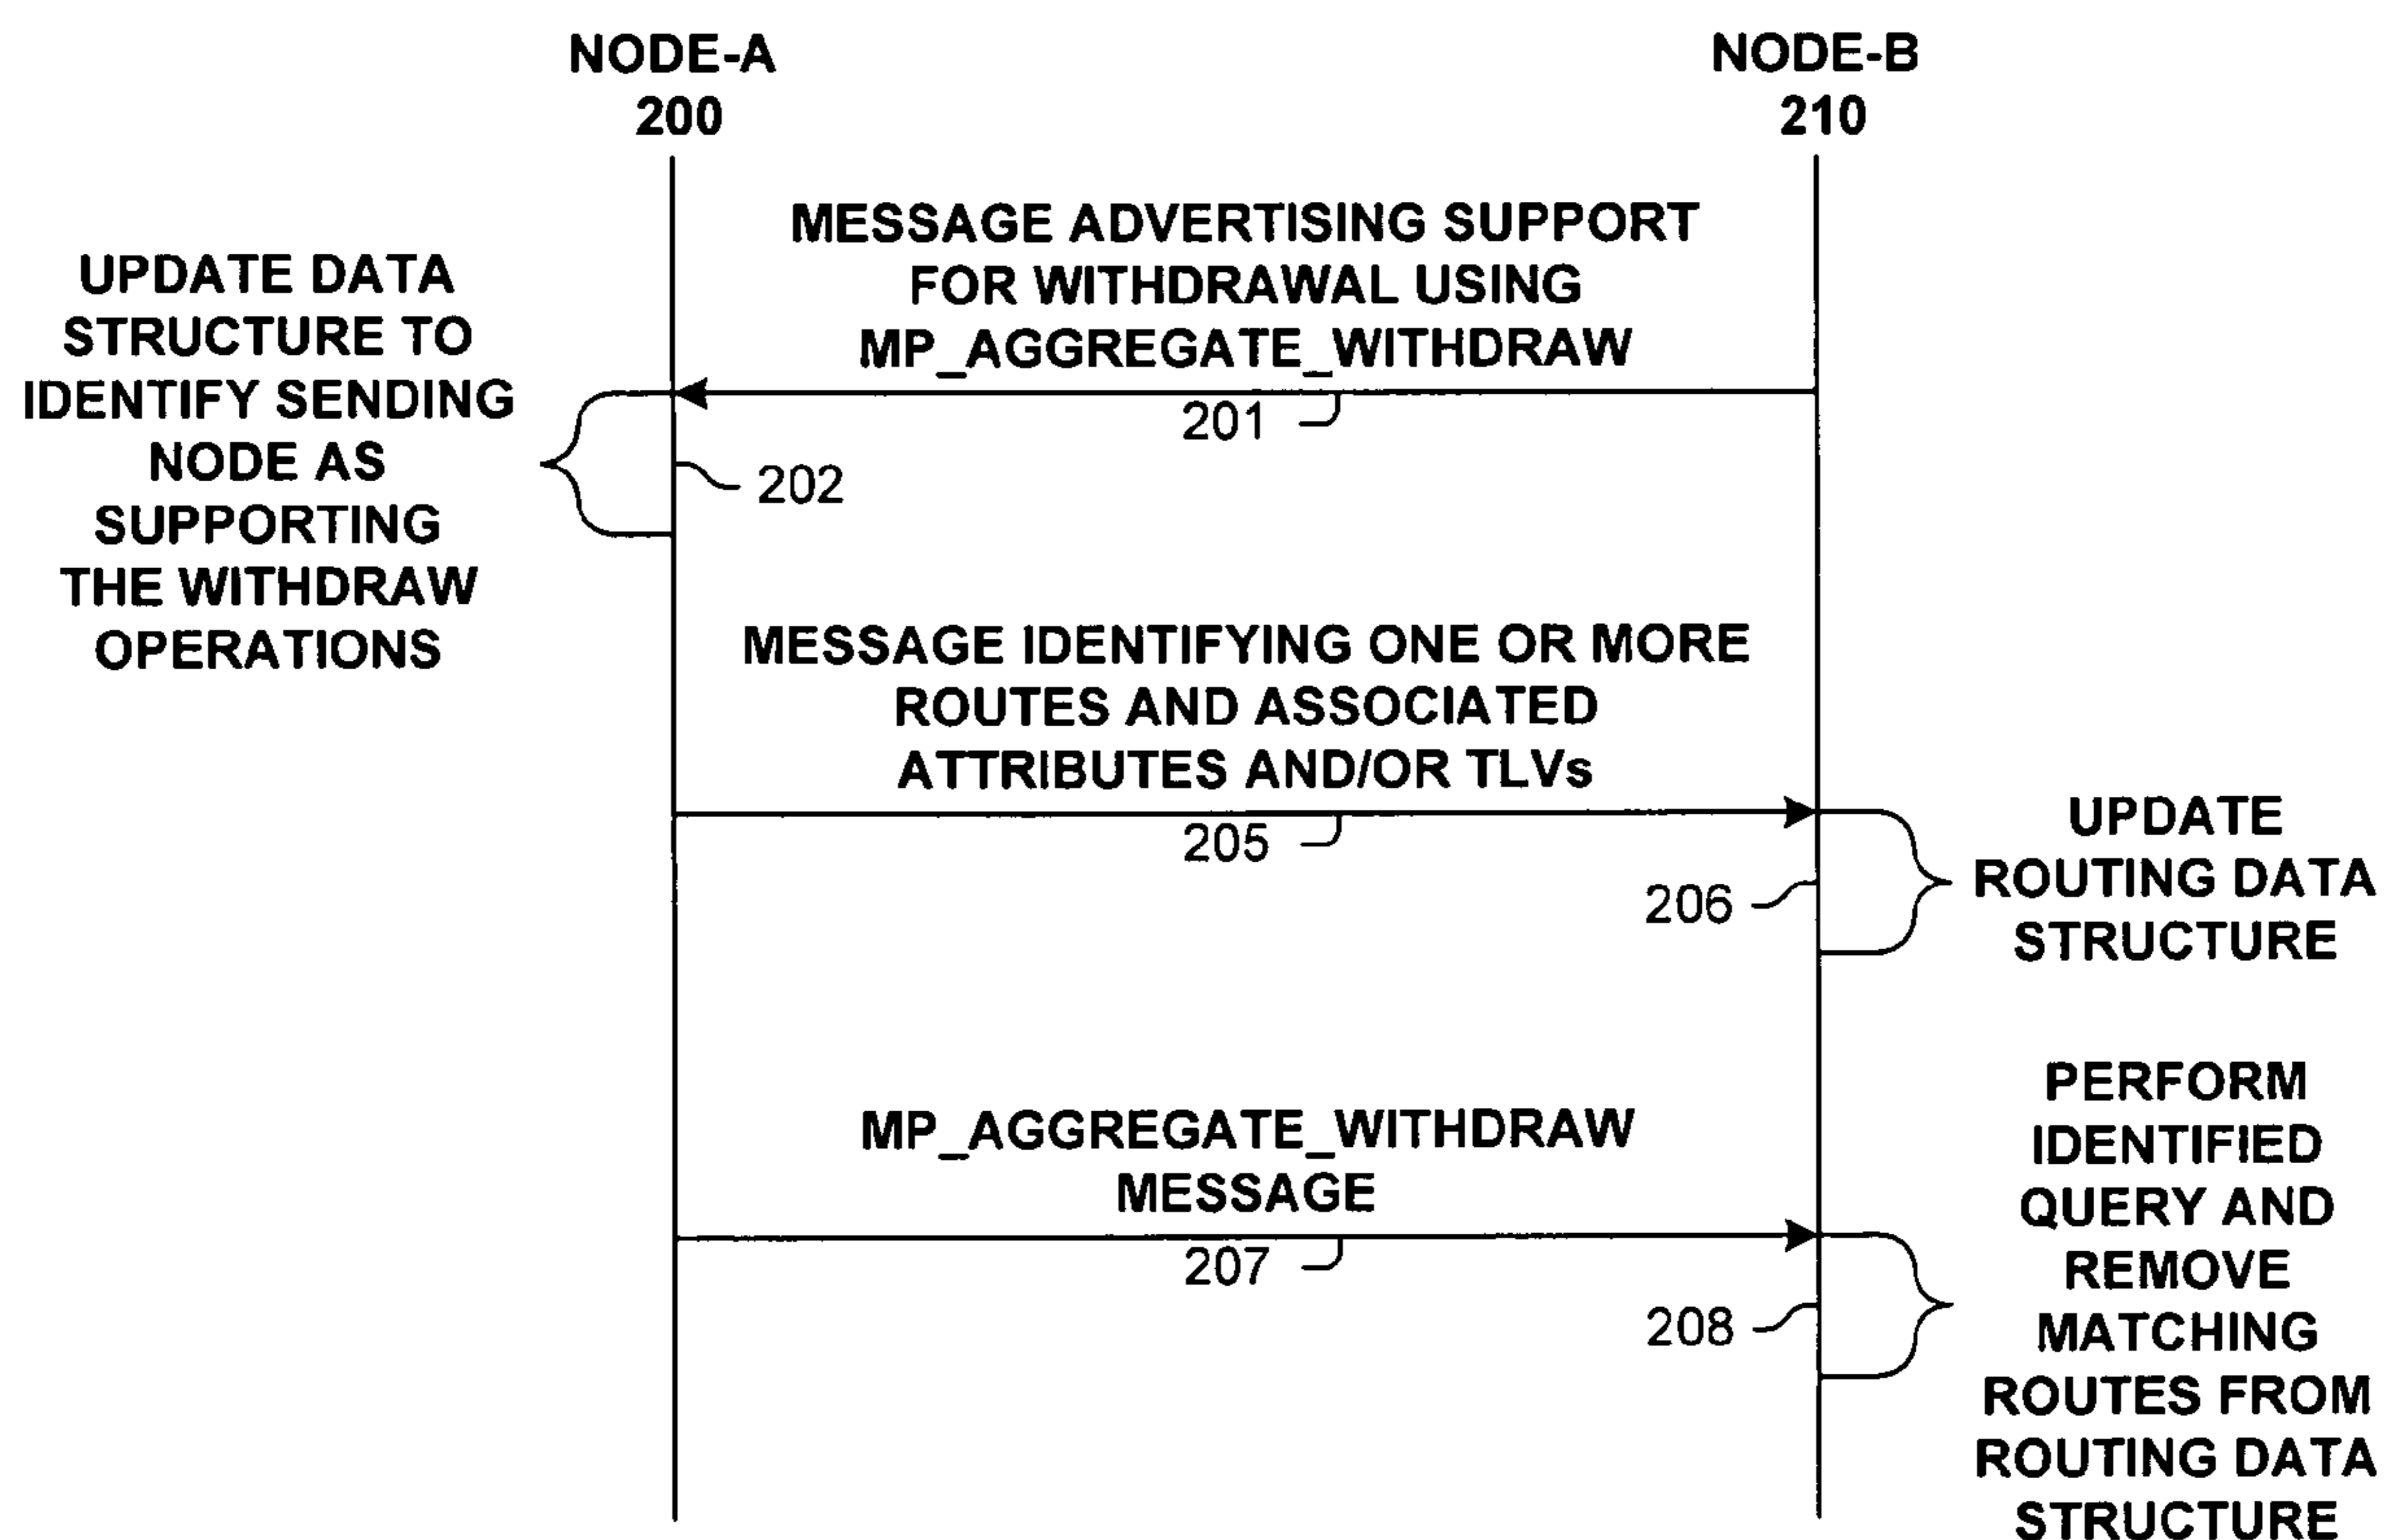 NODE-A
200
NODE-B
210
MESSAGE ADVERTISING SUPPORT
FOR WITHDRAWAL USING
MP_AGGREGATE_WITHDRAW
201
UPDATE DATA
STRUCTURE TO
IDENTIFY SENDING
NODE AS
SUPPORTING
THE WITHDRAW
OPERATIONS
202
MESSAGE IDENTIFYING ONE OR MORE
ROUTES AND ASSOCIATED
ATTRIBUTES AND/OR TLVs
205
206
UPDATE
ROUTING DATA
STRUCTURE
MP_AGGREGATE_WITHDRAW
MESSAGE
207
208
PERFORM
IDENTIFIED
QUERY AND
REMOVE
MATCHING
ROUTES FROM
ROUTING DATA
STRUCTURE